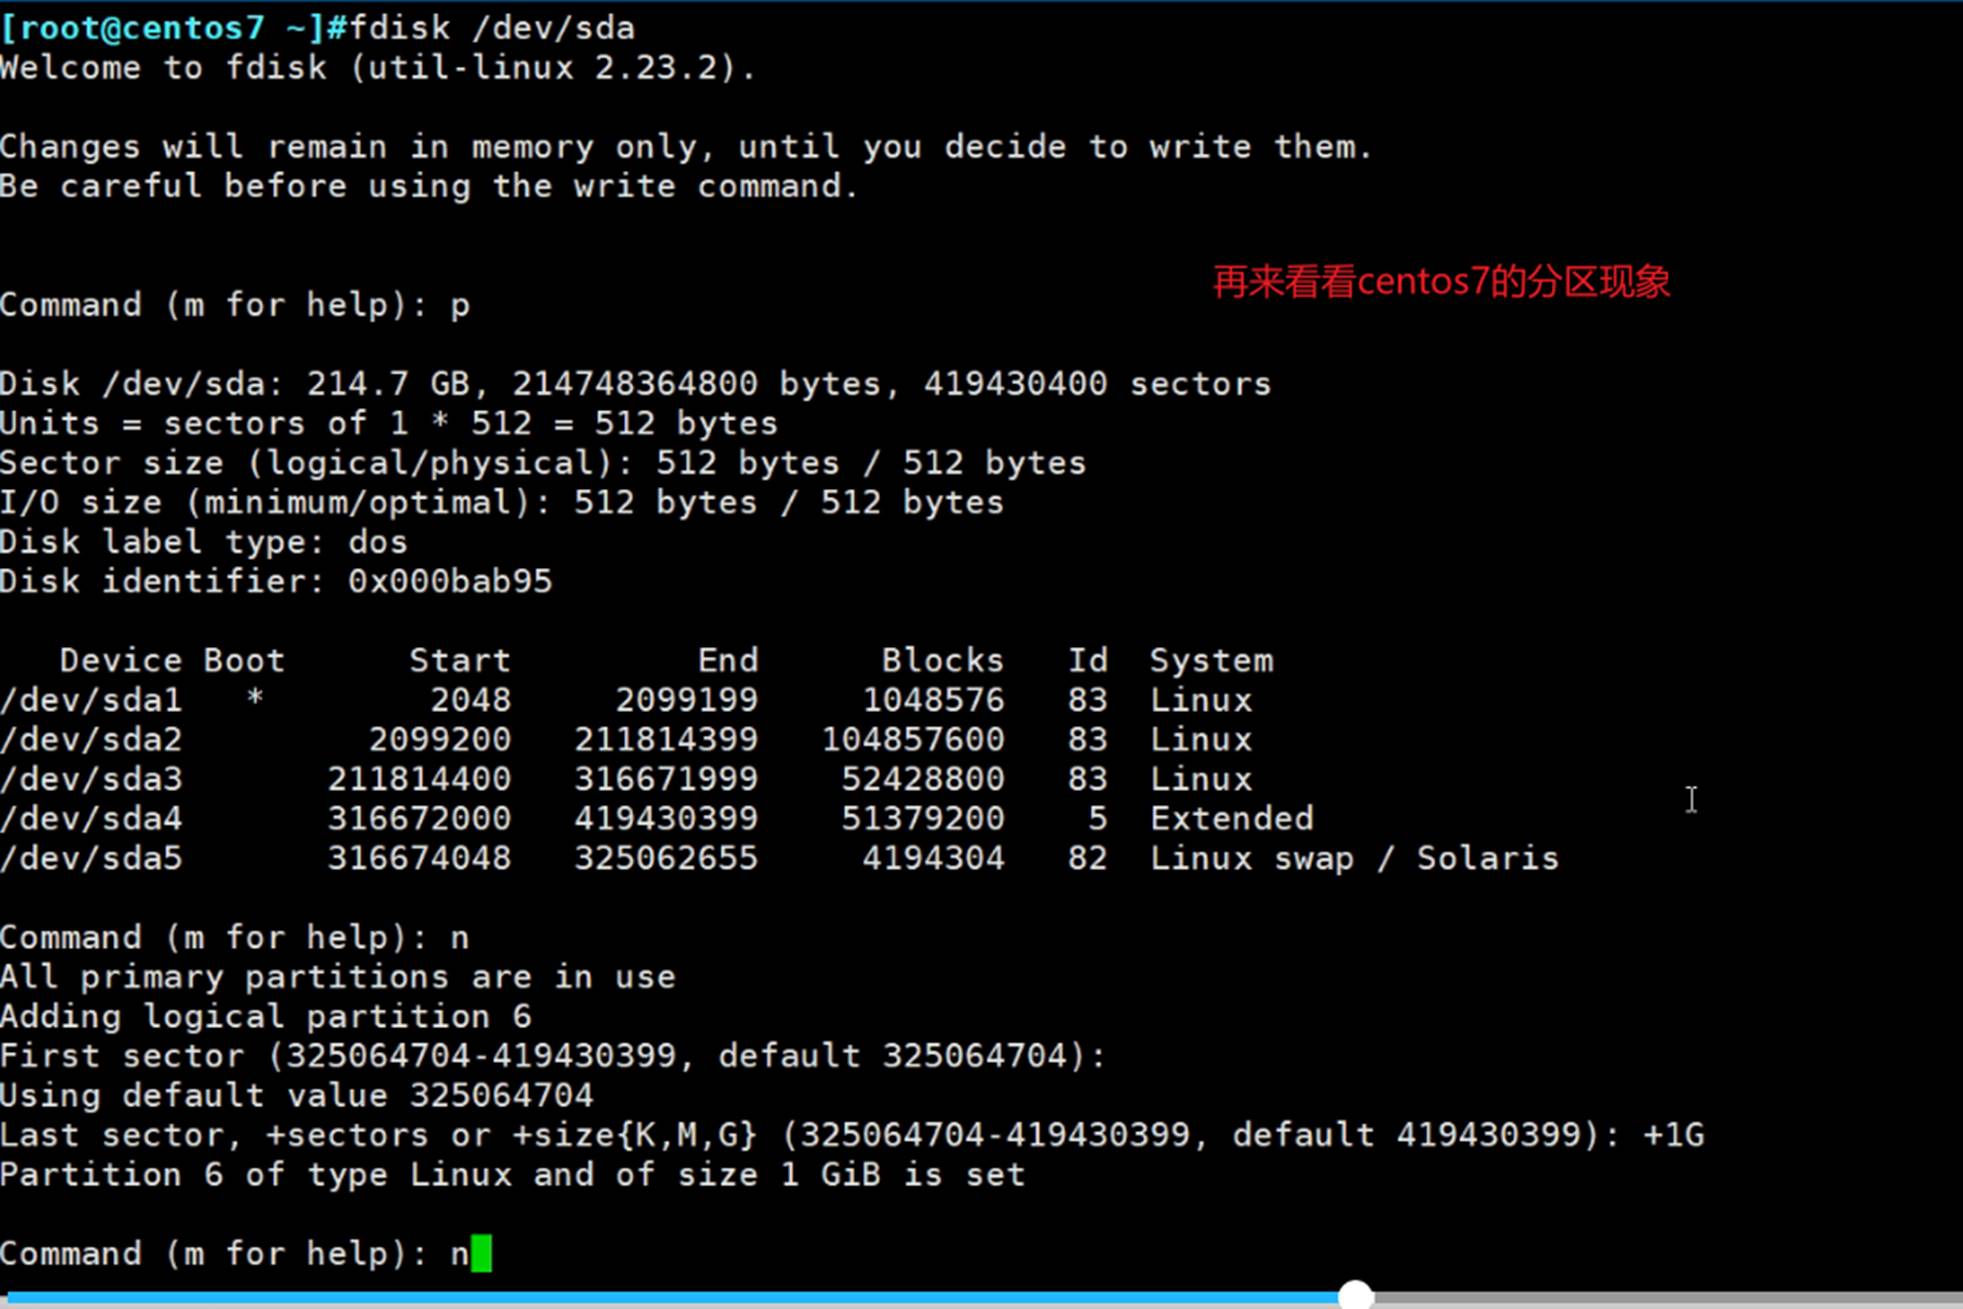 [root@centos7 ~]#fdisk /dev/sda
Welcome to fdisk (util-linux 2.23.2).
Changes will remain in memory only, until you decide to write them.
Be careful before using the write command.
再来看看centos7的分区现象
Command (m for help): p
Disk /dev/sda: 214.7 GB, 214748364800 bytes, 419430400 sectors
Units = sectors of 1 * 512 = 512 bytes
Sector size (logical/physical): 512 bytes / 512 bytes
I/O size (minimum/optimal): 512 bytes / 512 bytes
Disk label type: dos
Disk identifier: 0x000bab95
Device Boot Start End Blocks Id System
/dev/sda1 * 2048 2099199 1048576 83 Linux
/dev/sda2 2099200 211814399 104857600 83 Linux
/dev/sda3 211814400 316671999 52428800 83 Linux
/dev/sda4 316672000 419430399 51379200 5 Extended
/dev/sda5 316674048 325062655 4194304 82 Linux swap / Solaris
Command (m for help): n
All primary partitions are in use
Adding logical partition 6
First sector (325064704-419430399, default 325064704):
Using default value 325064704
Last sector, +sectors or +size{K,M,G} (325064704-419430399, default 419430399): +1G
Partition 6 of type Linux and of size 1 GiB is set
Command (m for help): n